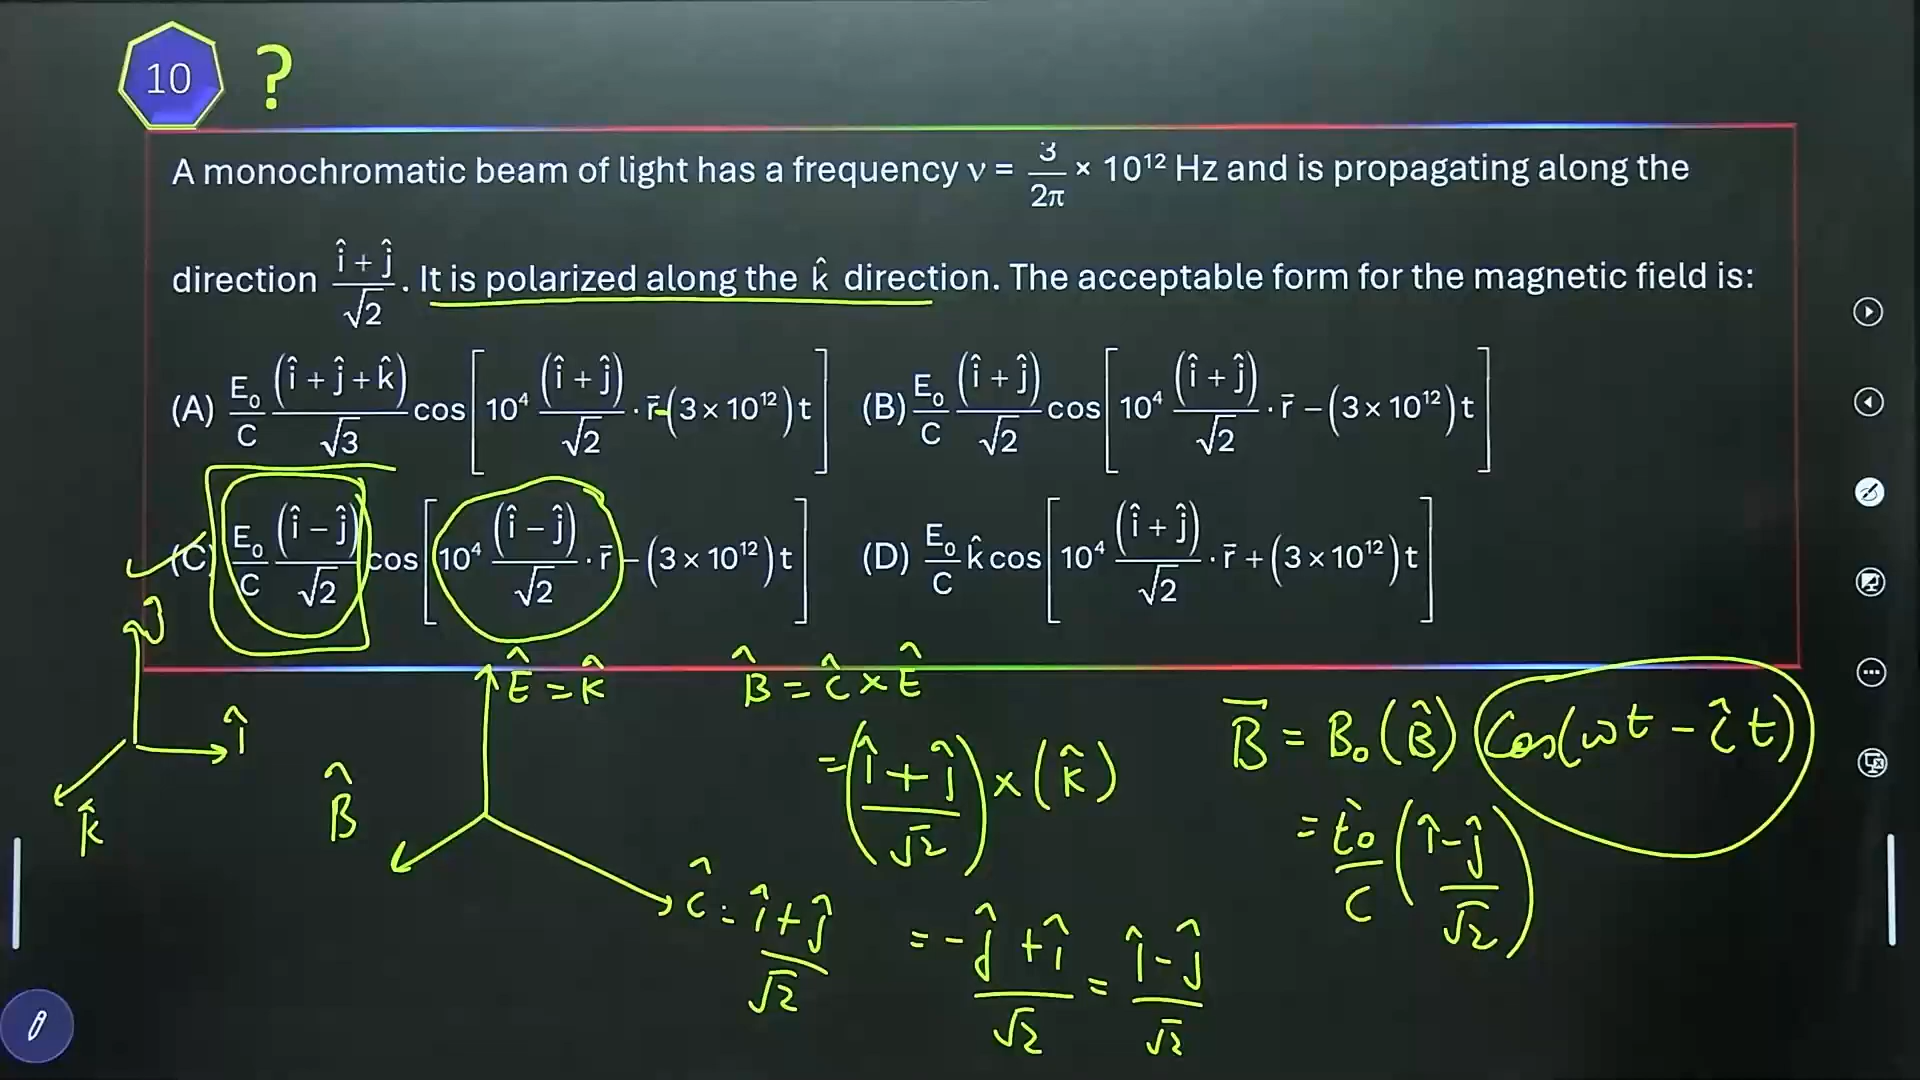 10 ?
A monochromatic beam of light has a frequency ν = 3/2π × 10¹² Hz and is propagating along the
direction (î + ĵ)/√2. It is polarized along the k̂ direction. The acceptable form for the magnetic field is:
(A) E₀/C (î + ĵ + k̂)/√3 cos[10⁴ (î + ĵ)/√2 · r̄ - (3 × 10¹²) t] (B) E₀/C (î + ĵ)/√2 cos[10⁴ (î + ĵ)/√2 · r̄ − (3 × 10¹²) t]
(C) E₀/C (î − ĵ)/√2 cos[10⁴ (î − ĵ)/√2 · r̄ − (3 × 10¹²) t] (D) E₀/C k̂ cos[10⁴ (î + ĵ)/√2 · r̄ + (3 × 10¹²) t]
ĵ
î
k̂
Ê = k̂
B̂
ĉ = (î + ĵ)/√2
B̂ = ĉ × Ê
= ((î + ĵ)/√2) × (k̂)
= (−ĵ + î)/√2 = (î − ĵ)/√2
B̄ = B₀ (B̂) cos(ωt − ĉt)
= E₀/C ((î − ĵ)/√2)